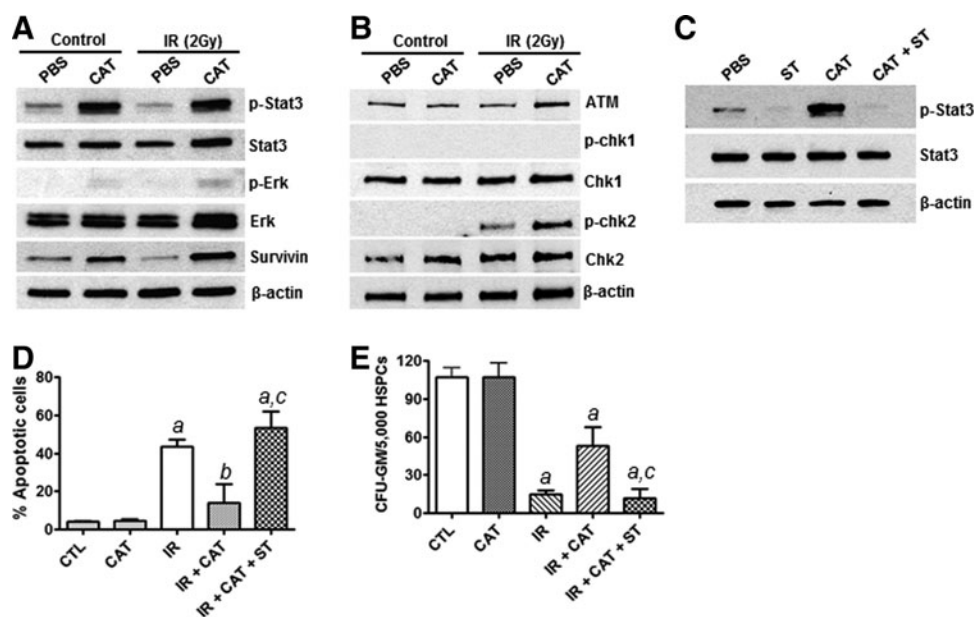 A
Control IR (2Gy)
PBS CAT PBS CAT
p-Stat3
Stat3
p-Erk
Erk
Survivin
β-actin
B
Control IR (2Gy)
PBS CAT PBS CAT
ATM
p-chk1
Chk1
p-chk2
Chk2
β-actin
C
PBS ST CAT CAT + ST
p-Stat3
Stat3
β-actin
D
% Apoptotic cells
80
60
40
20
0
a
b
a,c
CTL CAT IR IR + CAT IR + CAT + ST
E
CFU-GM/5,000 HSPCs
120
90
60
30
0
a
a
a,c
CTL CAT IR IR + CAT IR + CAT + ST